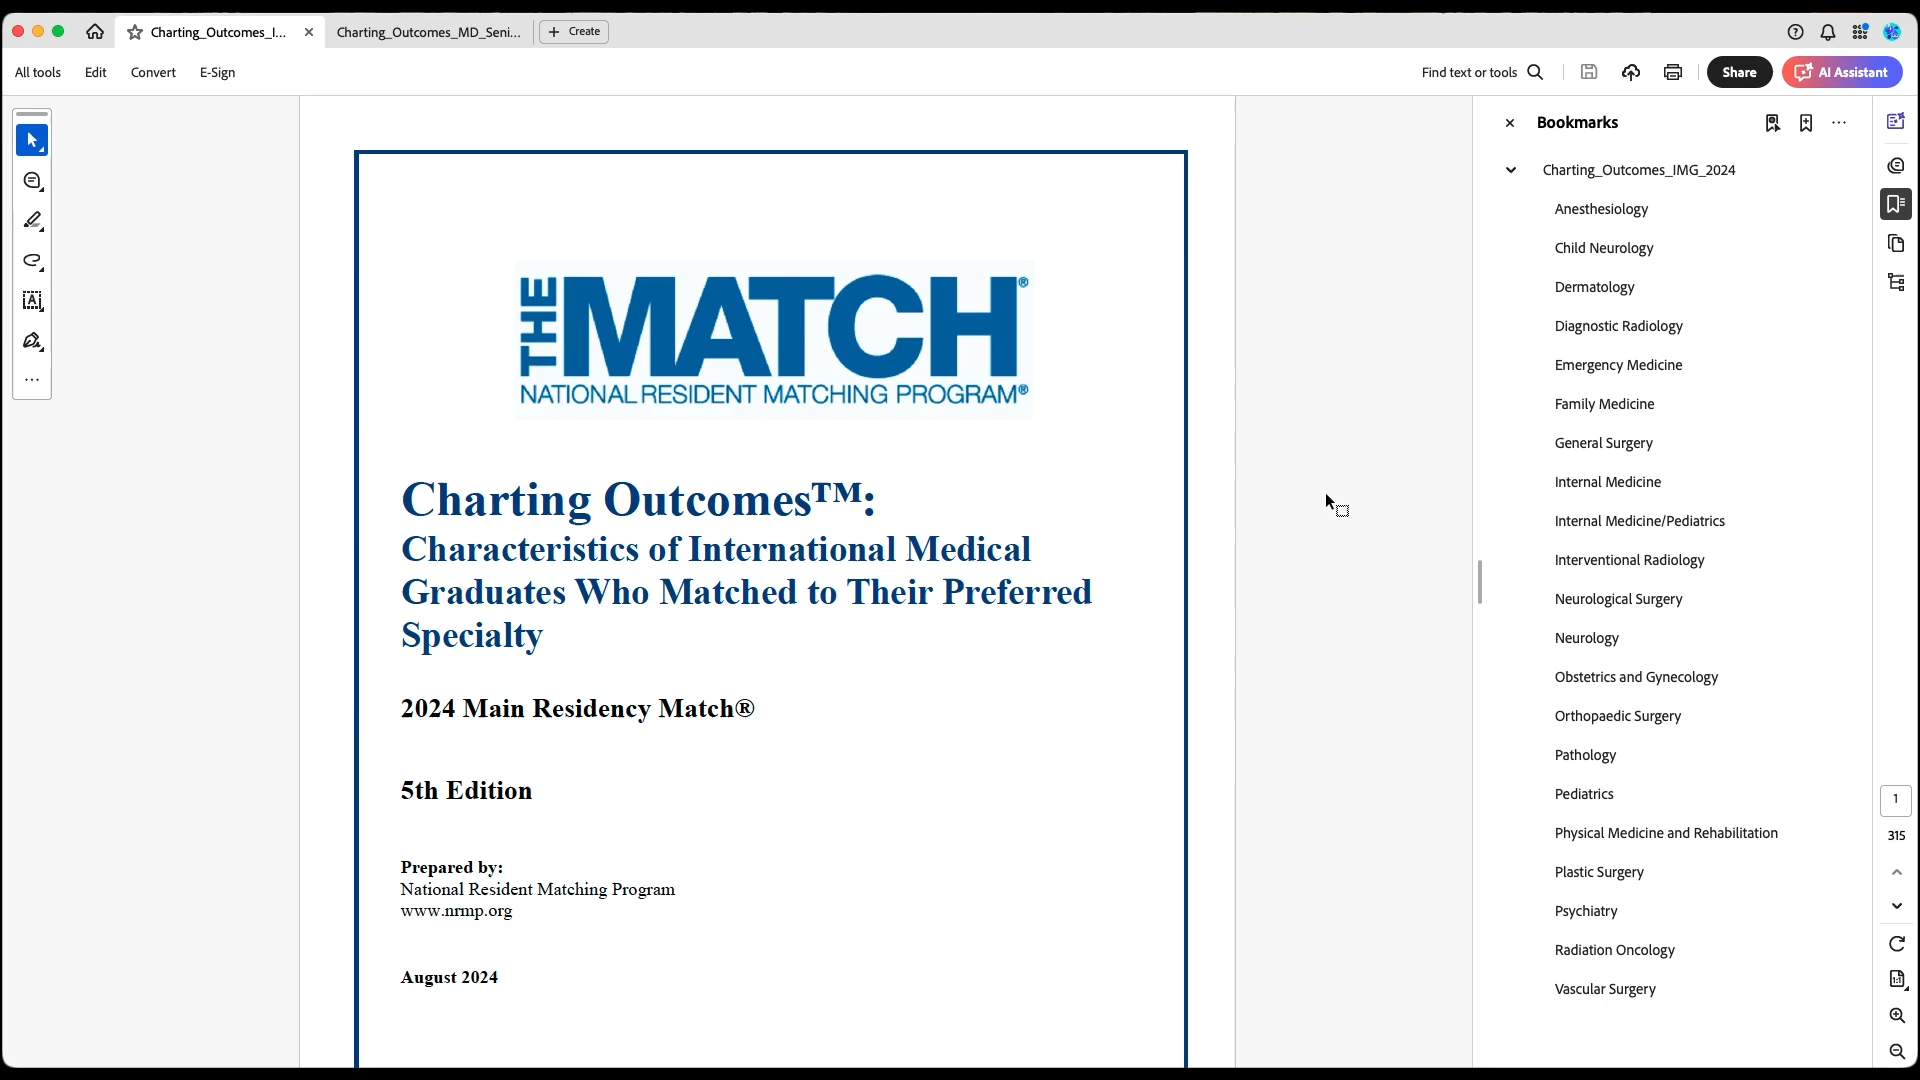 Charting_Outcomes_I...
Charting_Outcomes_MD_Seni...
Create
All tools
Edit
Convert
E-Sign
Find text or tools
Share
AI Assistant
THE MATCH®
NATIONAL RESIDENT MATCHING PROGRAM®
Charting Outcomes™:
Characteristics of International Medical
Graduates Who Matched to Their Preferred
Specialty
2024 Main Residency Match®
5th Edition
Prepared by:
National Resident Matching Program
www.nrmp.org
August 2024
Bookmarks
Charting_Outcomes_IMG_2024
Anesthesiology
Child Neurology
Dermatology
Diagnostic Radiology
Emergency Medicine
Family Medicine
General Surgery
Internal Medicine
Internal Medicine/Pediatrics
Interventional Radiology
Neurological Surgery
Neurology
Obstetrics and Gynecology
Orthopaedic Surgery
Pathology
Pediatrics
Physical Medicine and Rehabilitation
Plastic Surgery
Psychiatry
Radiation Oncology
Vascular Surgery
1
315